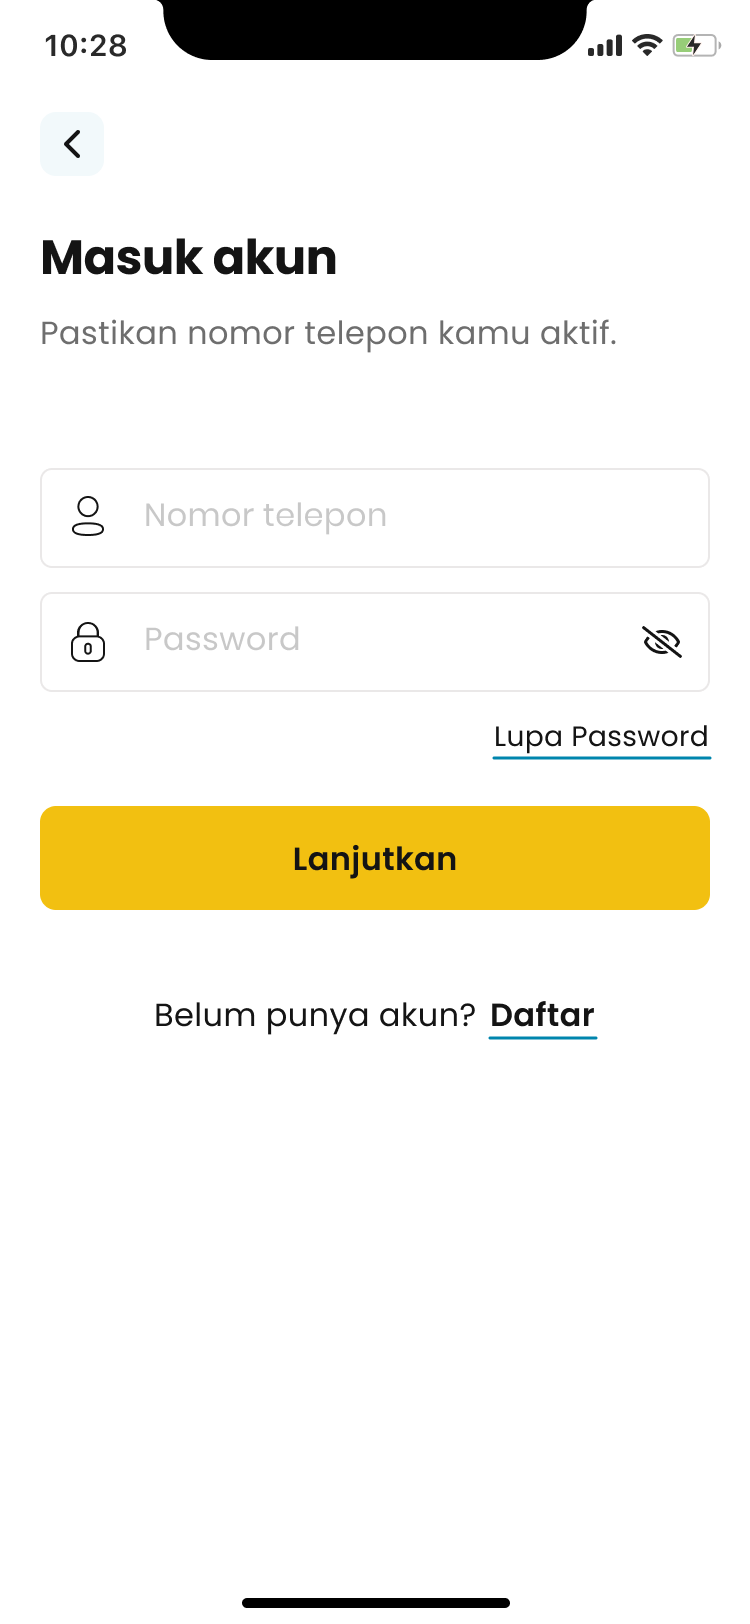 10:28
Masuk akun
Pastikan nomor telepon kamu aktif.
Nomor telepon
Password
Lupa Password
Lanjutkan
Belum punya akun? Daftar